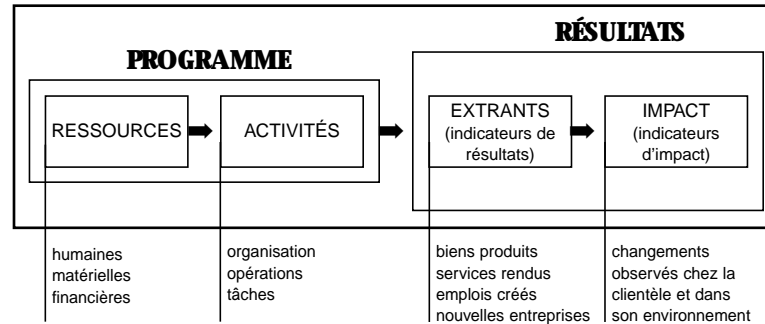 RÉSULTATS
PROGRAMME
RESSOURCES
ACTIVITÉS
EXTRANTS
(indicateurs de
résultats)
IMPACT
(indicateurs
d'impact)
humaines
matérielles
financières
organisation
opérations
tâches
biens produits
services rendus
emplois créés
nouvelles entreprises
changements
observés chez la
clientèle et dans
son environnement